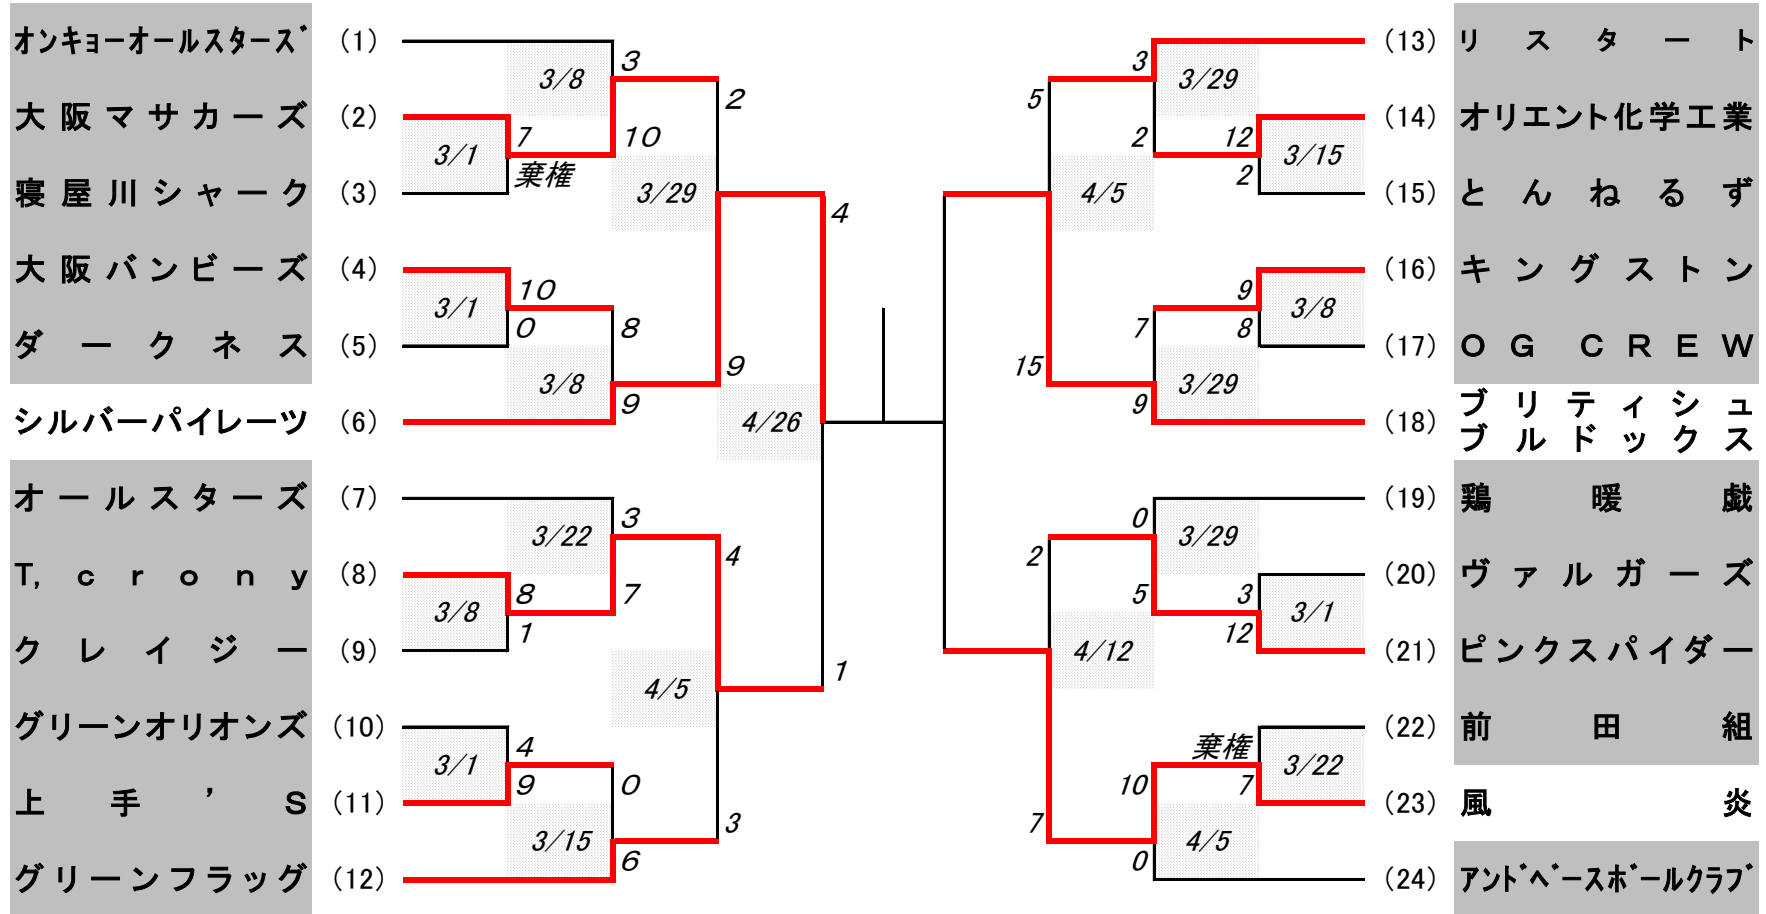 オンキョーオールスターズ (1)
大阪マサカーズ (2)
寝屋川シャーク (3)
大阪バンビーズ (4)
ダークネス (5)
シルバーパイレーツ (6)
オールスターズ (7)
T,crony (8)
クレイジー (9)
グリーンオリオンズ (10)
上手'S (11)
グリーンフラッグ (12)
3/1
7
棄権
3/1
10
0
3/8
8
1
3/1
4
9
3/8
3
10
3/8
8
9
3/22
3
7
3/15
0
6
3/29
2
9
4/5
4
3
4/26
4
1
5
15
4/5
2
7
4/12
3
2
3/29
7
9
3/29
0
5
3/29
10
0
4/5
12
2
3/15
9
8
3/8
3
12
3/1
棄権
7
3/22
(13) リスタート
(14) オリエント化学工業
(15) とんねるず
(16) キングストン
(17) OG CREW
(18) ブリティシュ
ブルドックス
(19) 鶏暖戯
(20) ヴァルガーズ
(21) ピンクスパイダー
(22) 前田組
(23) 風炎
(24) アンドベースボールクラブ